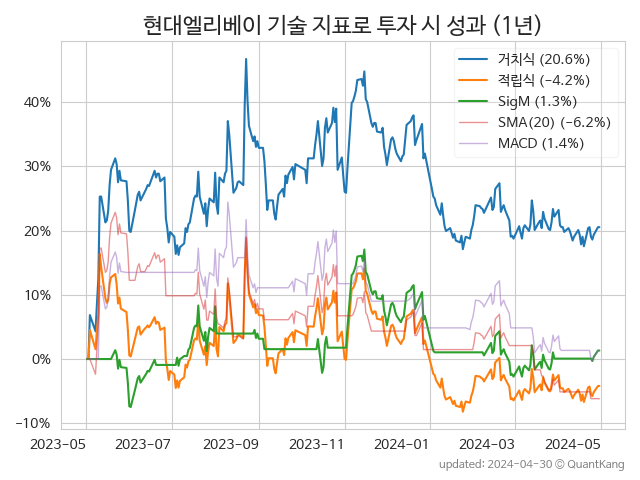 현대엘리베이 기술 지표로 투자 시 성과 (1년)
거치식 (20.6%)
적립식 (−4.2%)
SigM (1.3%)
SMA(20) (−6.2%)
MACD (1.4%)
40%
30%
20%
10%
0%
−10%
2023-05 2023-07 2023-09 2023-11 2024-01 2024-03 2024-05
updated: 2024-04-30 © QuantKang